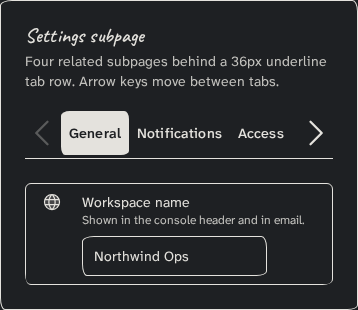 Settings subpage
Four related subpages behind a 36px underline
tab row. Arrow keys move between tabs.
General Notifications Access
Workspace name
Shown in the console header and in email.
Northwind Ops